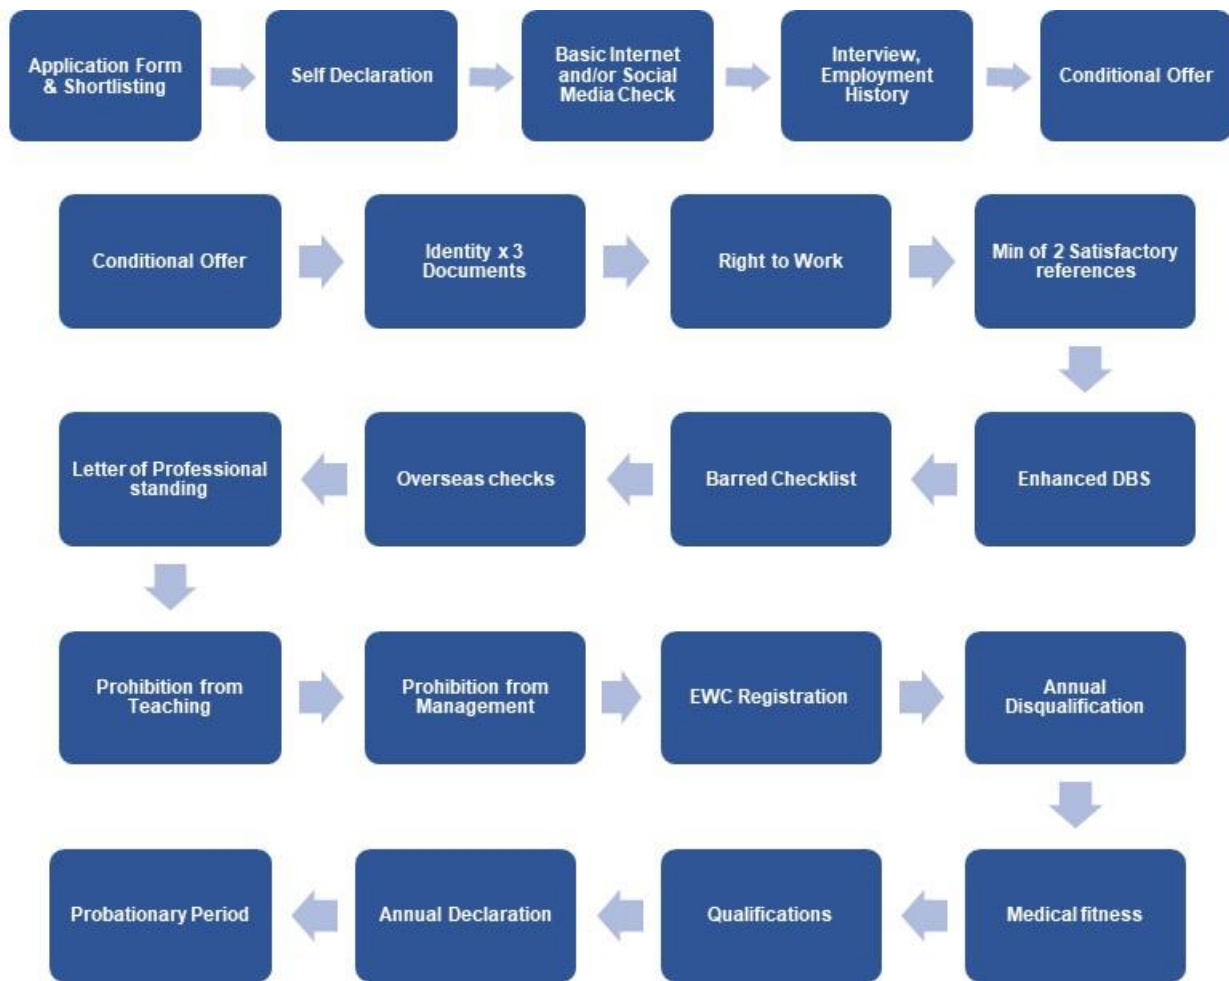 Application Form
& Shortlisting
Self Declaration
Basic Internet
and/or Social
Media Check
Interview,
Employment
History
Conditional Offer
Conditional Offer
Identity x 3
Documents
Right to Work
Min of 2 Satisfactory
references
Enhanced DBS
Barred Checklist
Overseas checks
Letter of Professional
standing
Prohibition from
Teaching
Prohibition from
Management
EWC Registration
Annual
Disqualification
Medical fitness
Qualifications
Annual Declaration
Probationary Period